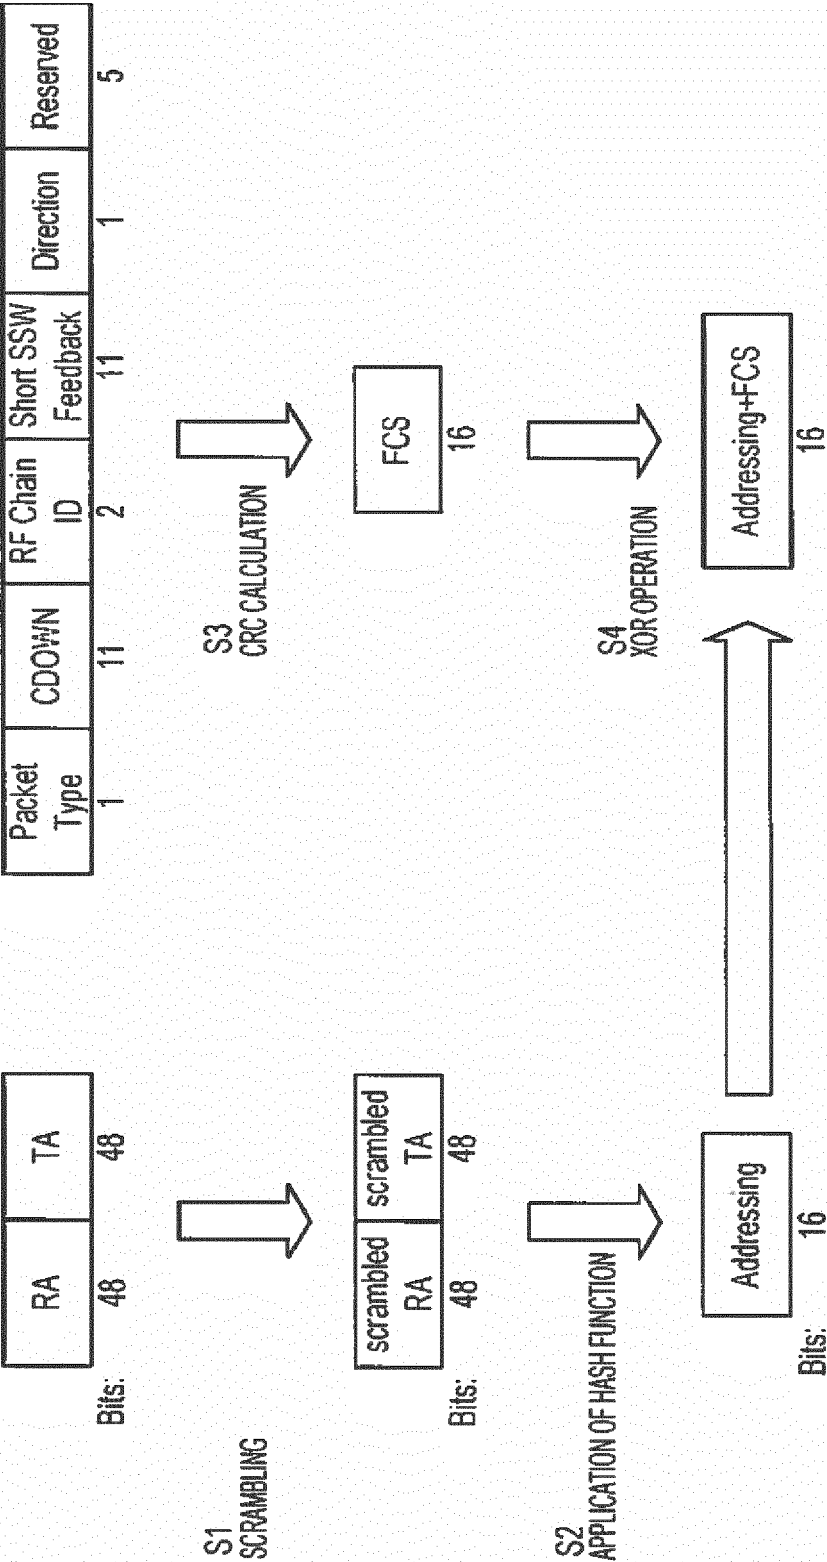 RA TA
Bits: 48 48
Packet
Type
CDOWN
RF Chain
ID
Short SSW
Feedback
Direction
Reserved
1 11 2 11 1 5
S1
SCRAMBLING
S3
CRC CALCULATION
scrambled
RA
scrambled
TA
Bits: 48 48
FCS
16
S2
APPLICATION OF HASH FUNCTION
S4
XOR OPERATION
Addressing
Bits: 16
Addressing+FCS
16